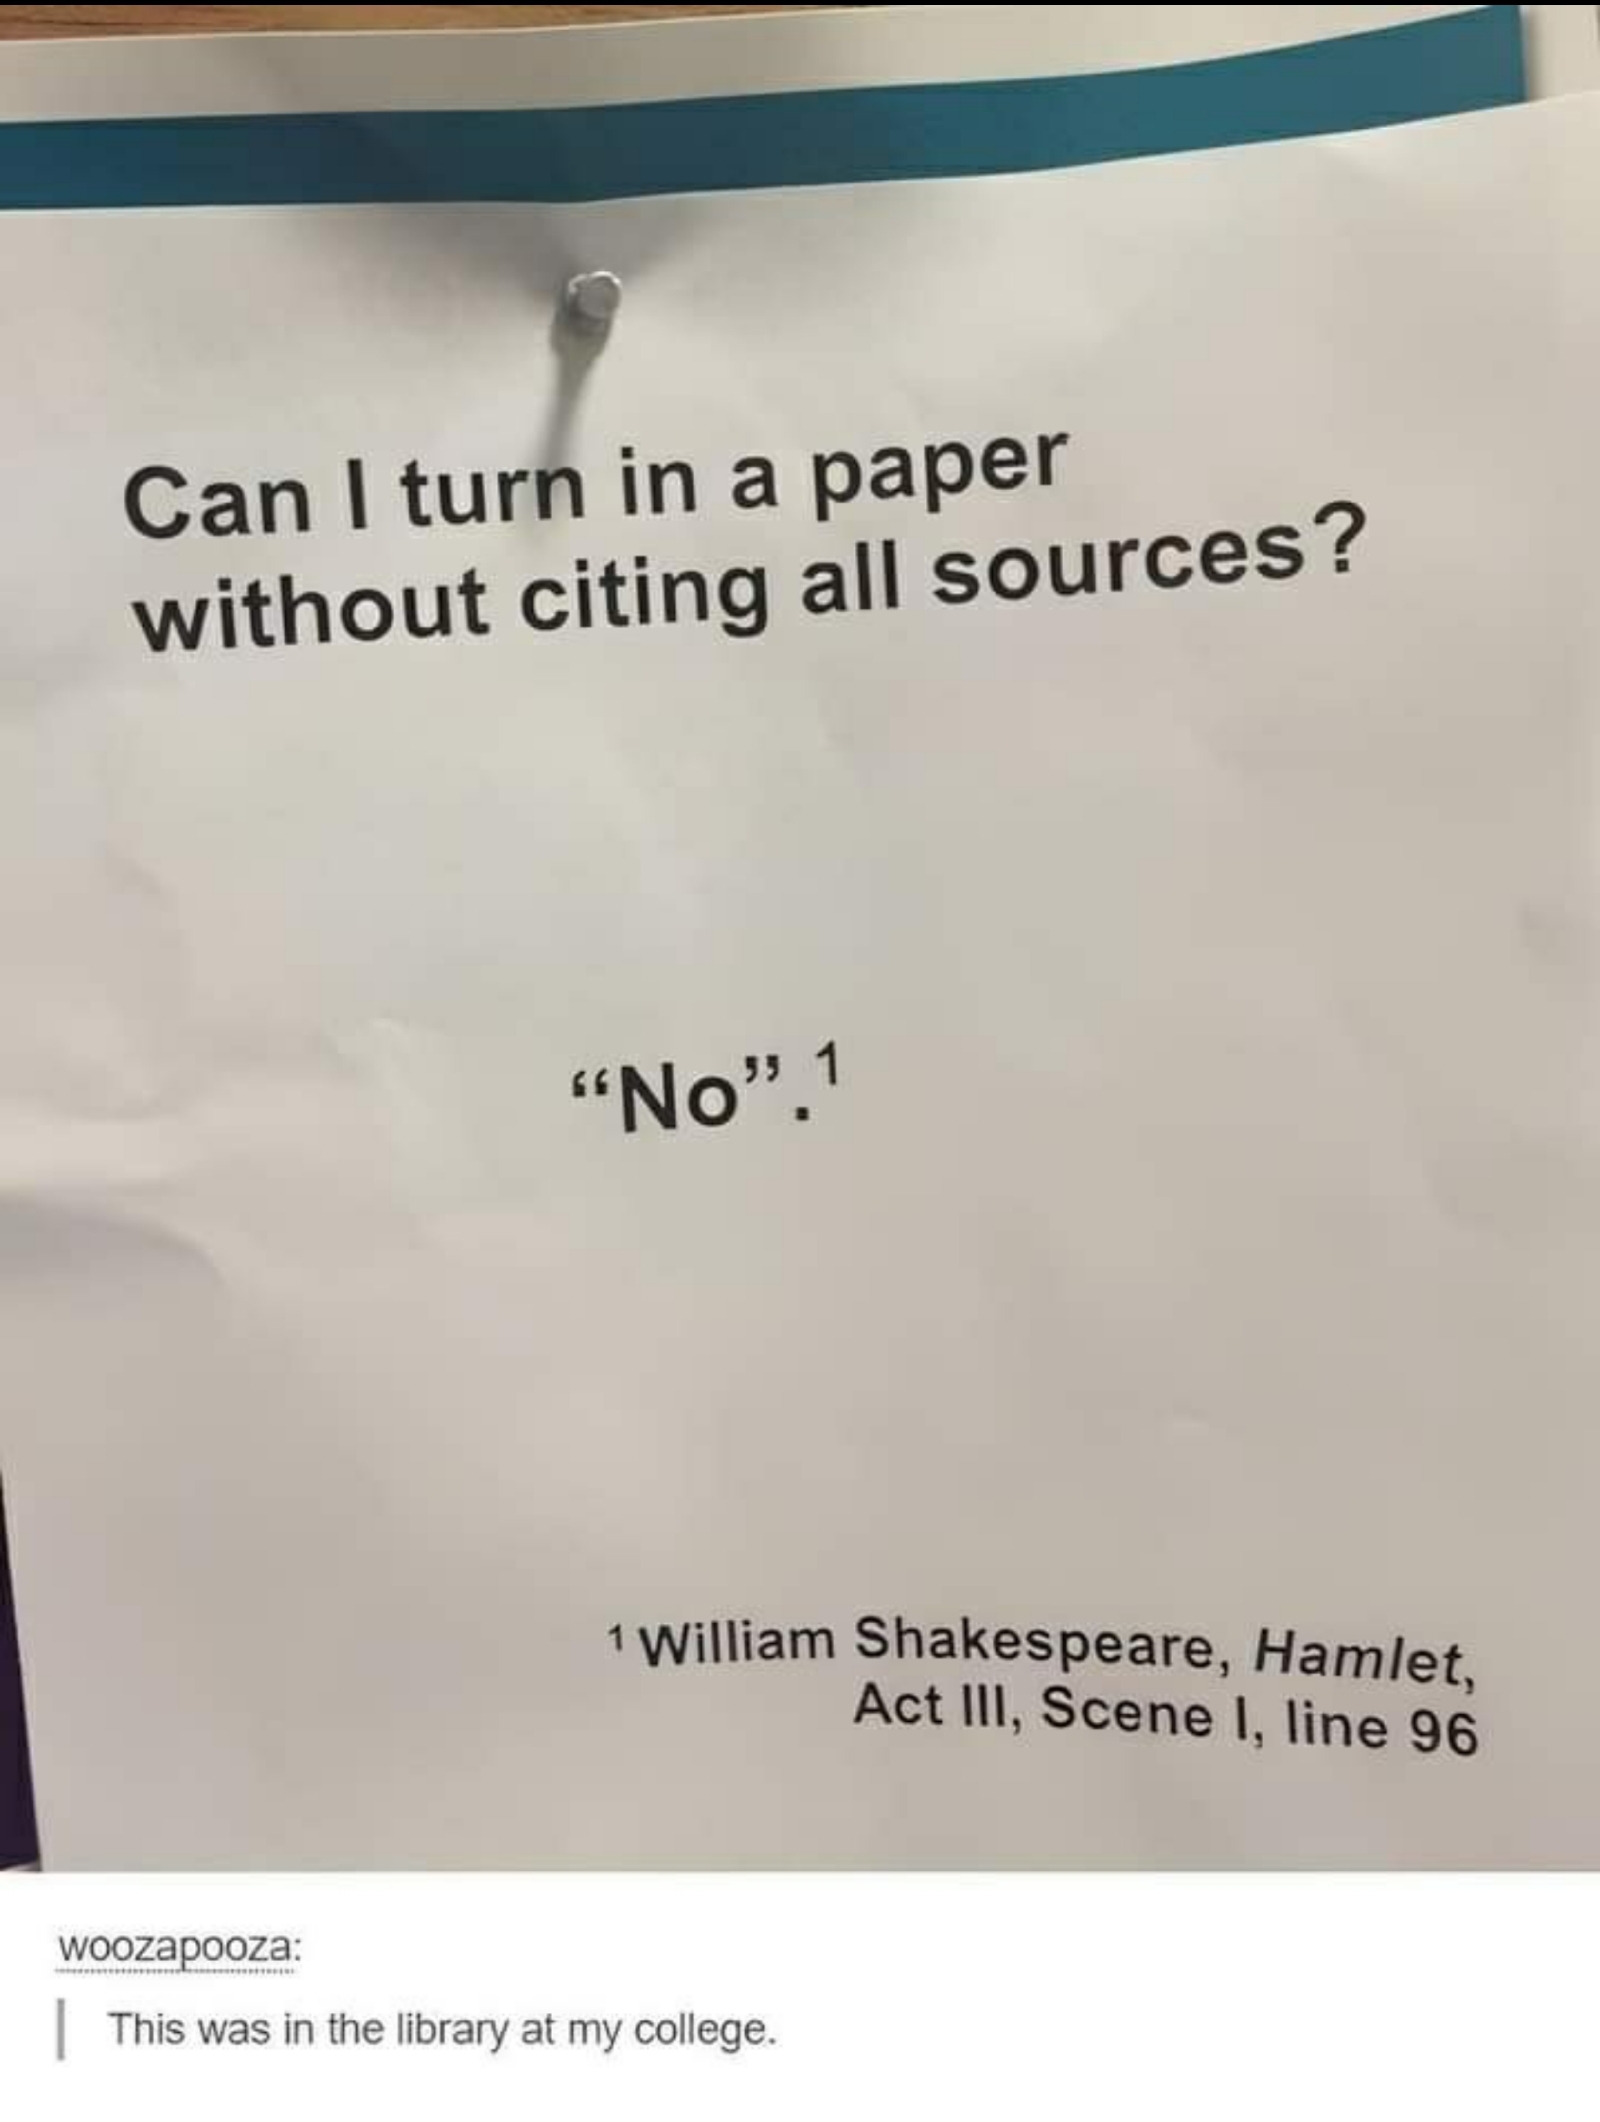 Can I turn in a paper
without citing all sources?
“No”.¹
¹ William Shakespeare, Hamlet,
Act III, Scene I, line 96
woozapooza:
This was in the library at my college.